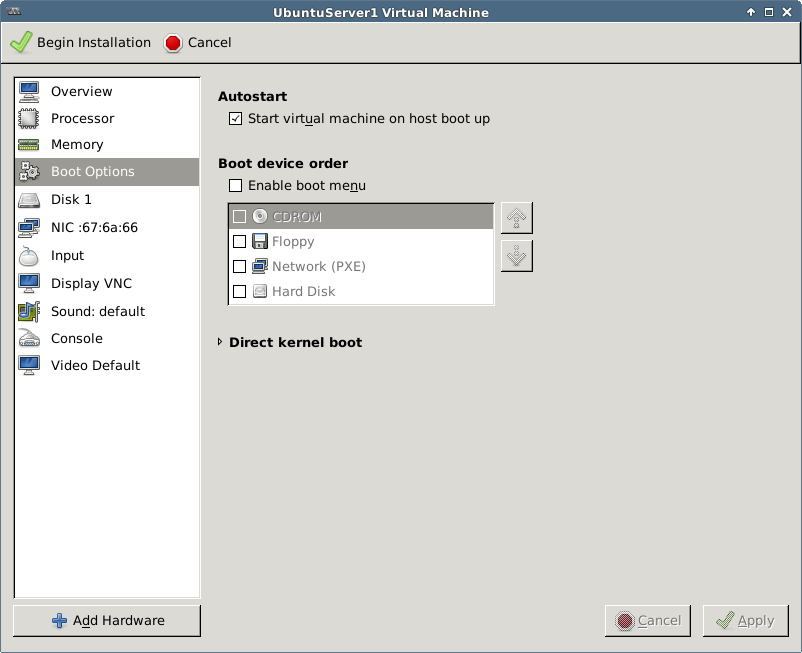 UbuntuServer1 Virtual Machine
Begin Installation Cancel
Overview
Processor
Memory
Boot Options
Disk 1
NIC :67:6a:66
Input
Display VNC
Sound: default
Console
Video Default
Add Hardware
Autostart
Start virtual machine on host boot up
Boot device order
Enable boot menu
CDROM
Floppy
Network (PXE)
Hard Disk
Direct kernel boot
Cancel Apply